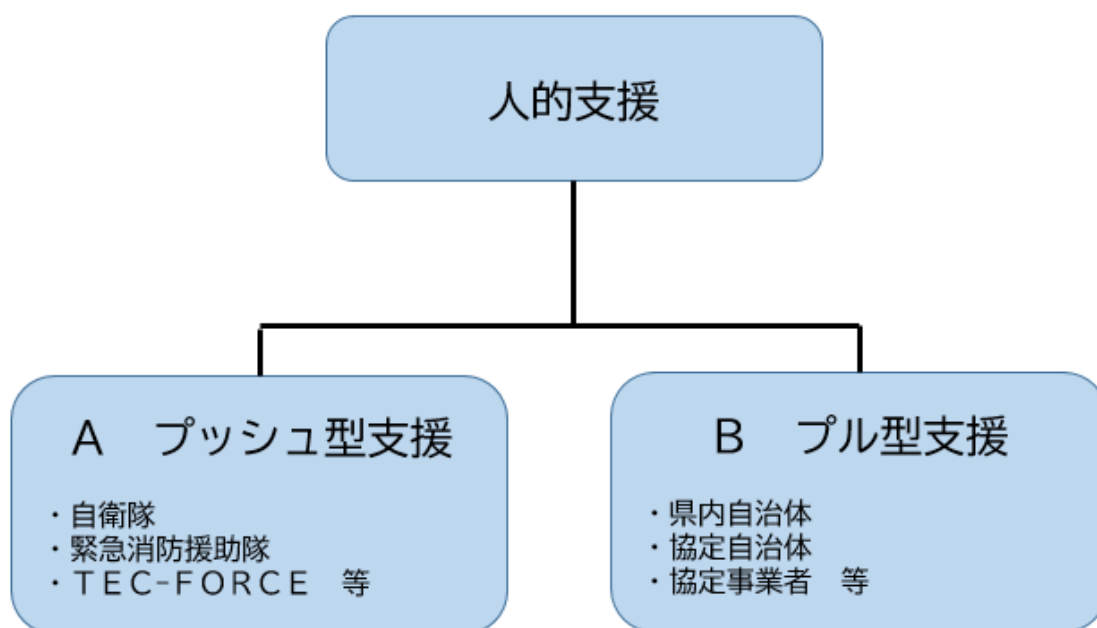 人的支援
A　プッシュ型支援
・自衛隊
・緊急消防援助隊
・ＴＥＣ-ＦＯＲＣＥ　等
B　プル型支援
・県内自治体
・協定自治体
・協定事業者　等